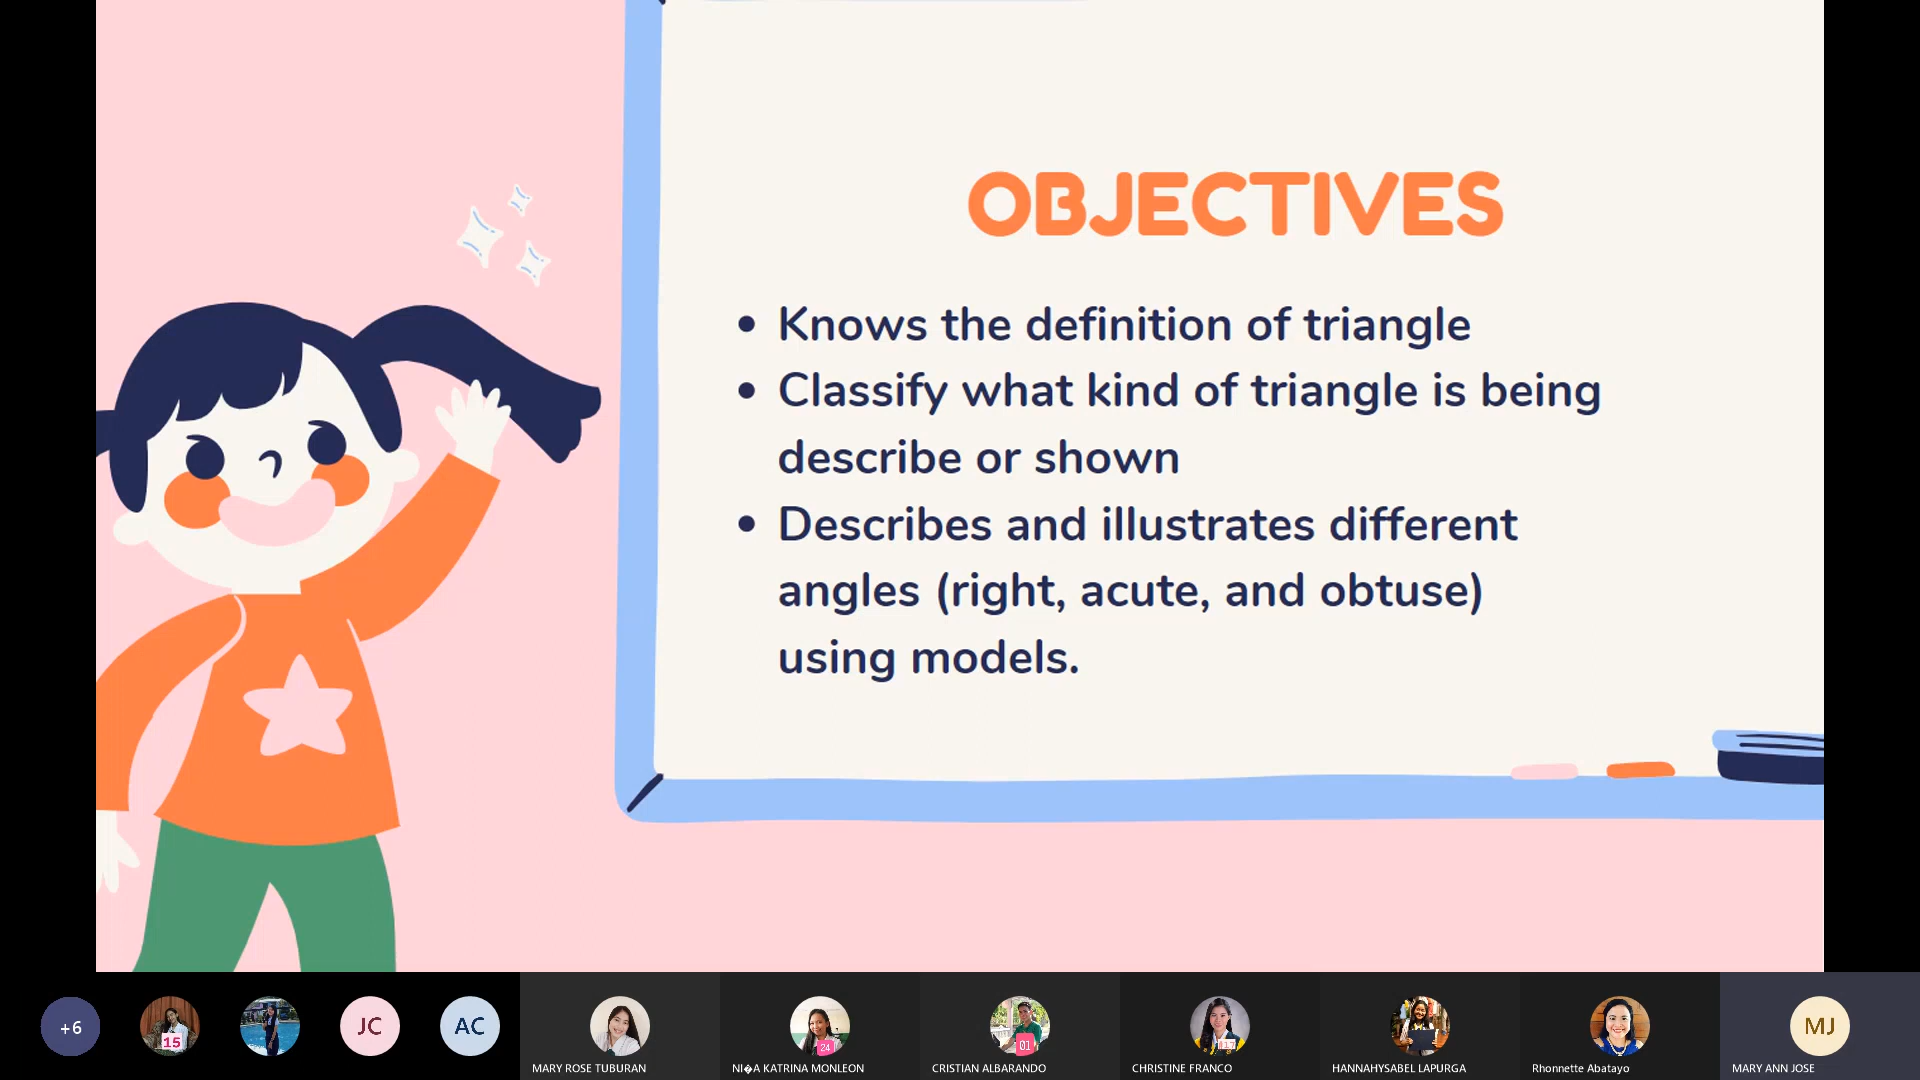 OBJECTIVES
• Knows the definition of triangle
• Classify what kind of triangle is being
describe or shown
• Describes and illustrates different
angles (right, acute, and obtuse)
using models.
+6
15
JC
AC
24
01
MJ
MARY ROSE TUBURAN
NI�A KATRINA MONLEON
CRISTIAN ALBARANDO
CHRISTINE FRANCO
HANNAHYSABEL LAPURGA
Rhonnette Abatayo
MARY ANN JOSE